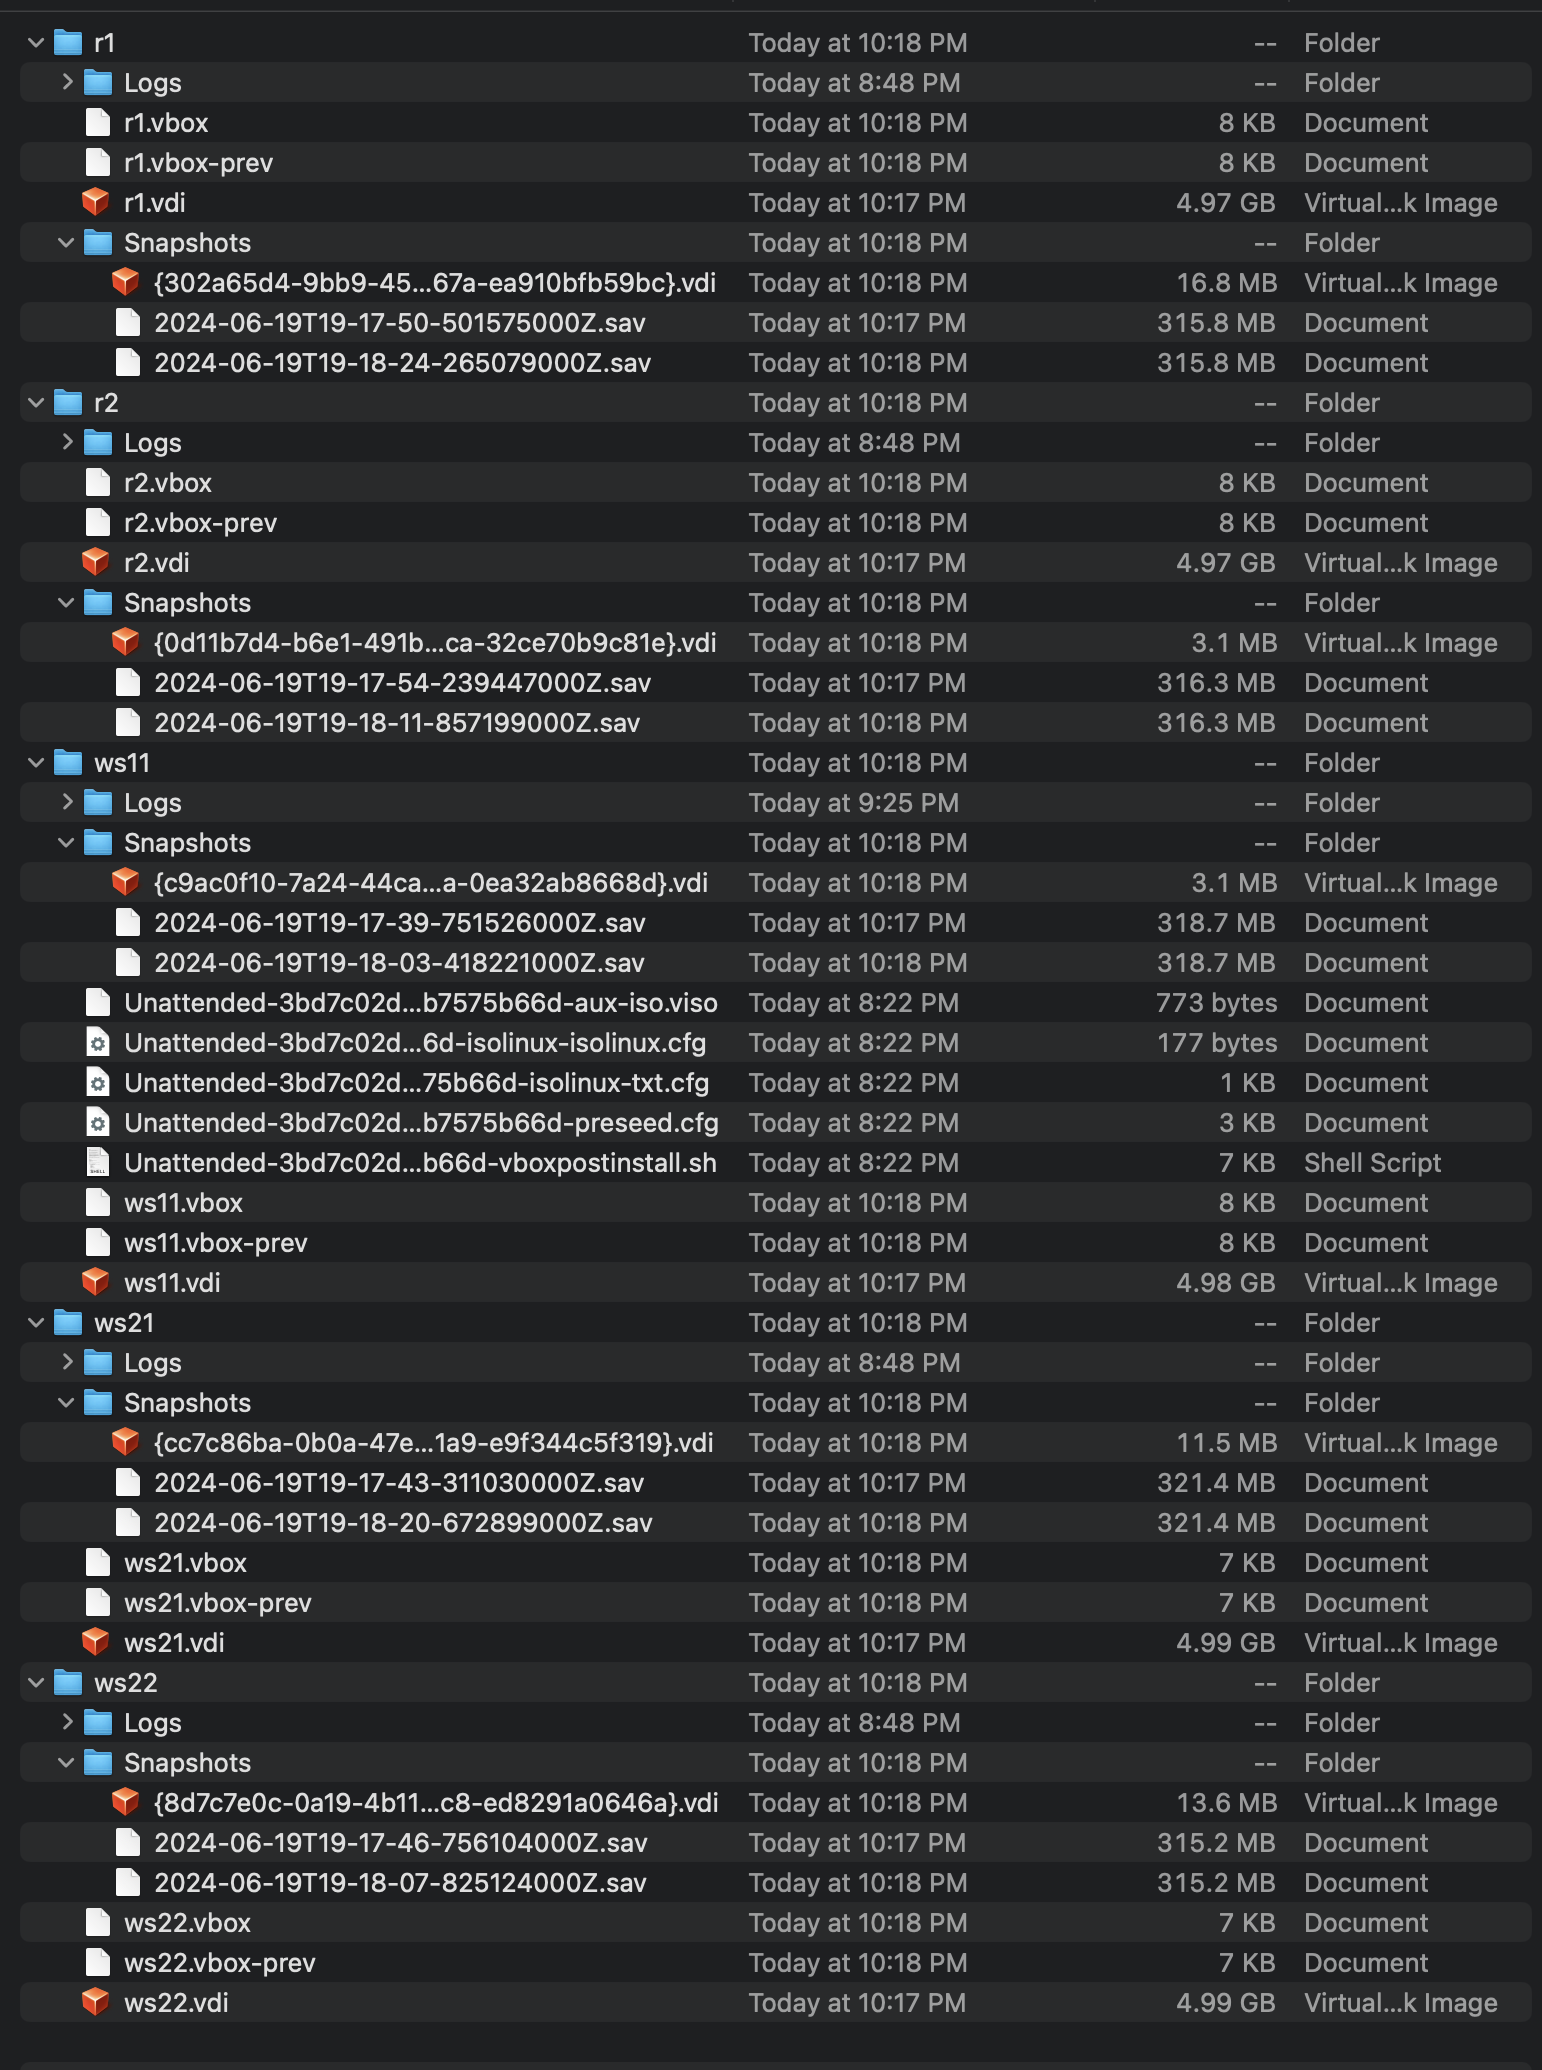 r1 Today at 10:18 PM -- Folder
Logs Today at 8:48 PM -- Folder
r1.vbox Today at 10:18 PM 8 KB Document
r1.vbox-prev Today at 10:18 PM 8 KB Document
r1.vdi Today at 10:17 PM 4.97 GB Virtual...k Image
Snapshots Today at 10:18 PM -- Folder
{302a65d4-9bb9-45...67a-ea910bfb59bc}.vdi Today at 10:18 PM 16.8 MB Virtual...k Image
2024-06-19T19-17-50-501575000Z.sav Today at 10:17 PM 315.8 MB Document
2024-06-19T19-18-24-265079000Z.sav Today at 10:18 PM 315.8 MB Document
r2 Today at 10:18 PM -- Folder
Logs Today at 8:48 PM -- Folder
r2.vbox Today at 10:18 PM 8 KB Document
r2.vbox-prev Today at 10:18 PM 8 KB Document
r2.vdi Today at 10:17 PM 4.97 GB Virtual...k Image
Snapshots Today at 10:18 PM -- Folder
{0d11b7d4-b6e1-491b...ca-32ce70b9c81e}.vdi Today at 10:18 PM 3.1 MB Virtual...k Image
2024-06-19T19-17-54-239447000Z.sav Today at 10:17 PM 316.3 MB Document
2024-06-19T19-18-11-857199000Z.sav Today at 10:18 PM 316.3 MB Document
ws11 Today at 10:18 PM -- Folder
Logs Today at 9:25 PM -- Folder
Snapshots Today at 10:18 PM -- Folder
{c9ac0f10-7a24-44ca...a-0ea32ab8668d}.vdi Today at 10:18 PM 3.1 MB Virtual...k Image
2024-06-19T19-17-39-751526000Z.sav Today at 10:17 PM 318.7 MB Document
2024-06-19T19-18-03-418221000Z.sav Today at 10:18 PM 318.7 MB Document
Unattended-3bd7c02d...b7575b66d-aux-iso.viso Today at 8:22 PM 773 bytes Document
Unattended-3bd7c02d...6d-isolinux-isolinux.cfg Today at 8:22 PM 177 bytes Document
Unattended-3bd7c02d...75b66d-isolinux-txt.cfg Today at 8:22 PM 1 KB Document
Unattended-3bd7c02d...b7575b66d-preseed.cfg Today at 8:22 PM 3 KB Document
Unattended-3bd7c02d...b66d-vboxpostinstall.sh Today at 8:22 PM 7 KB Shell Script
ws11.vbox Today at 10:18 PM 8 KB Document
ws11.vbox-prev Today at 10:18 PM 8 KB Document
ws11.vdi Today at 10:17 PM 4.98 GB Virtual...k Image
ws21 Today at 10:18 PM -- Folder
Logs Today at 8:48 PM -- Folder
Snapshots Today at 10:18 PM -- Folder
{cc7c86ba-0b0a-47e...1a9-e9f344c5f319}.vdi Today at 10:18 PM 11.5 MB Virtual...k Image
2024-06-19T19-17-43-311030000Z.sav Today at 10:17 PM 321.4 MB Document
2024-06-19T19-18-20-672899000Z.sav Today at 10:18 PM 321.4 MB Document
ws21.vbox Today at 10:18 PM 7 KB Document
ws21.vbox-prev Today at 10:18 PM 7 KB Document
ws21.vdi Today at 10:17 PM 4.99 GB Virtual...k Image
ws22 Today at 10:18 PM -- Folder
Logs Today at 8:48 PM -- Folder
Snapshots Today at 10:18 PM -- Folder
{8d7c7e0c-0a19-4b11...c8-ed8291a0646a}.vdi Today at 10:18 PM 13.6 MB Virtual...k Image
2024-06-19T19-17-46-756104000Z.sav Today at 10:17 PM 315.2 MB Document
2024-06-19T19-18-07-825124000Z.sav Today at 10:18 PM 315.2 MB Document
ws22.vbox Today at 10:18 PM 7 KB Document
ws22.vbox-prev Today at 10:18 PM 7 KB Document
ws22.vdi Today at 10:17 PM 4.99 GB Virtual...k Image